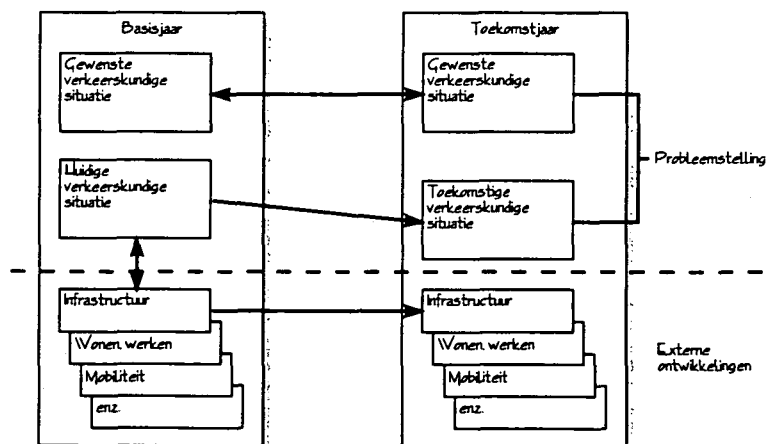 Basisjaar
Gewenste
verkeerskundige
situatie
Huidige
verkeerskundige
situatie
Infrastructuur
Wonen, werken
Mobiliteit
enz.
Toekomstjaar
Gewenste
verkeerskundige
situatie
Toekomstige
verkeerskundige
situatie
Infrastructuur
Wonen, werken
Mobiliteit
enz.
Probleemstelling
Externe
ontwikkelingen